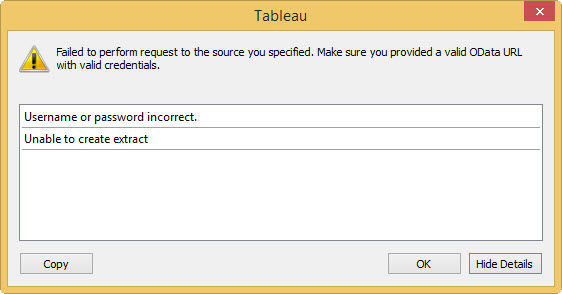 Tableau
Failed to perform request to the source you specified. Make sure you provided a valid OData URL
with valid credentials.
Username or password incorrect.
Unable to create extract
Copy
OK
Hide Details